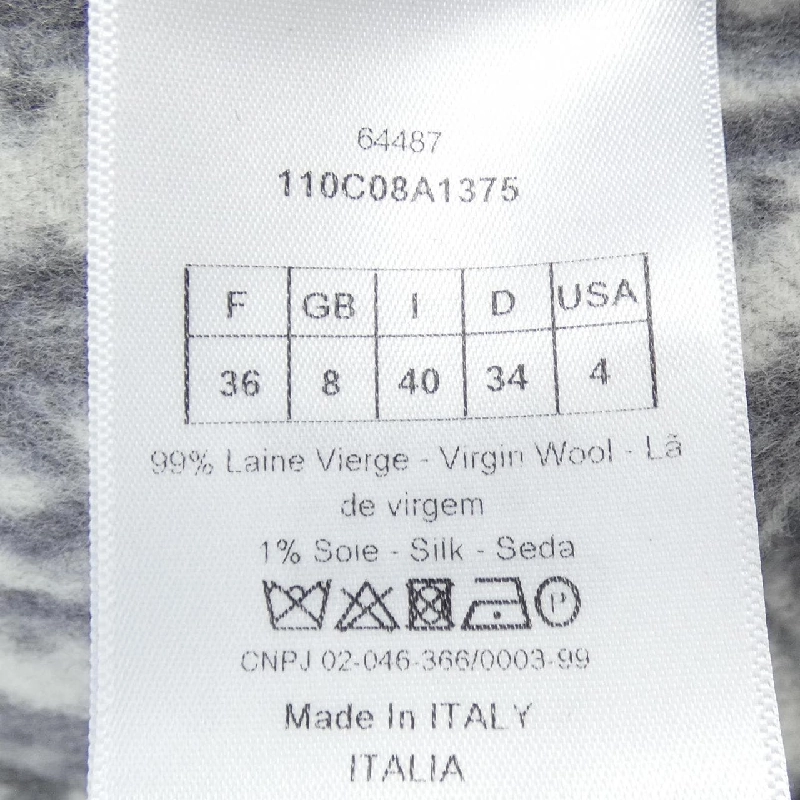 64487
110C08A1375
F GB I D USA
36 8 40 34 4
99% Laine Vierge - Virgin Wool - Lã
de virgem
1% Soie - Silk - Seda
P
CNPJ 02-046-366/0003-99
Made In ITALY
ITALIA